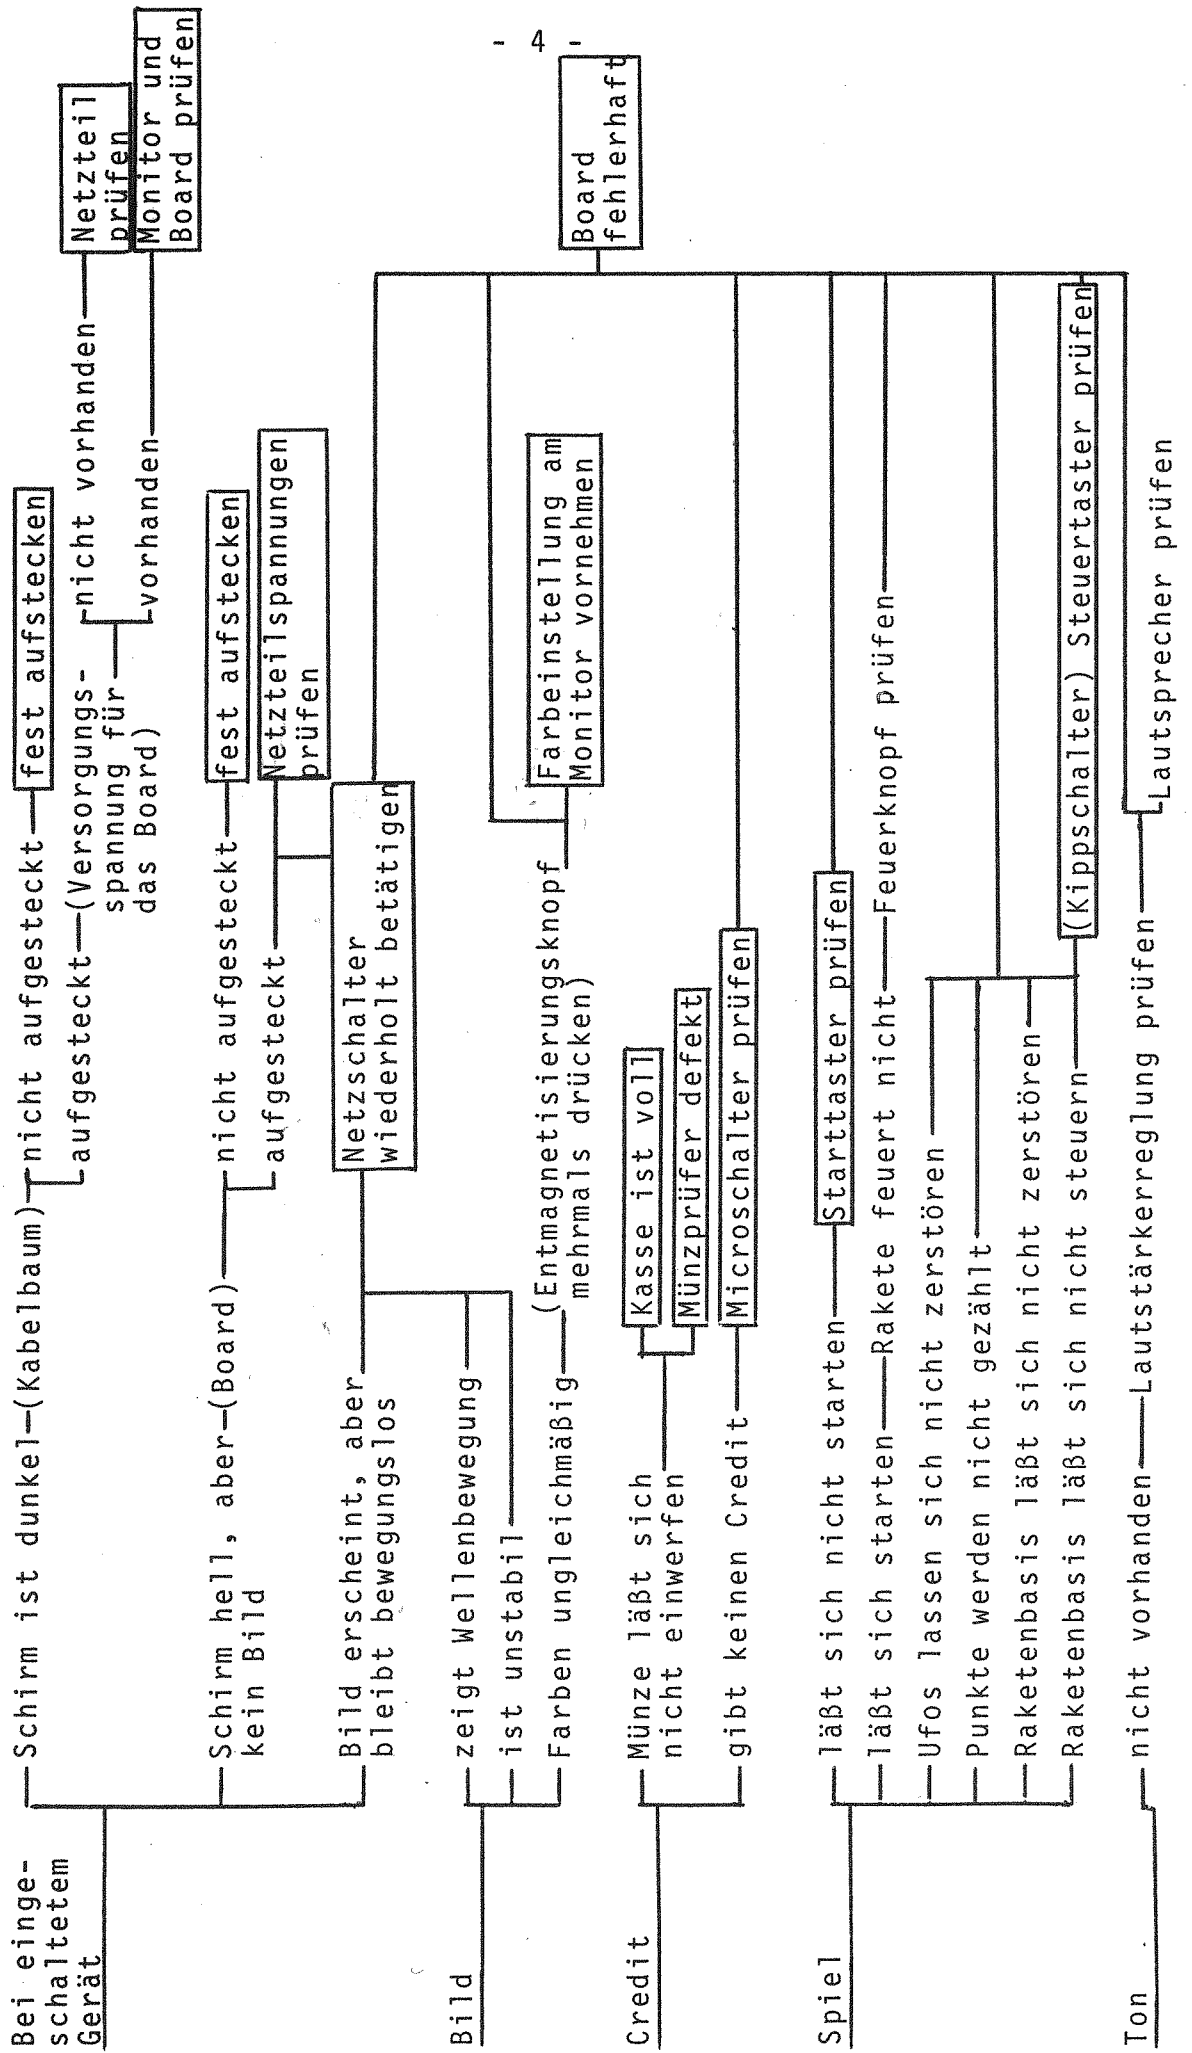 - 4 -
Bei einge-
schaltetem
Gerät
Schirm ist dunkel
(Kabelbaum)
nicht aufgesteckt
fest aufstecken
aufgesteckt
(Versorgungs-
spannung für
das Board)
nicht vorhanden
Netzteil
prüfen
vorhanden
Monitor und
Board prüfen
Schirm hell, aber
kein Bild
(Board)
nicht aufgesteckt
fest aufstecken
aufgesteckt
Netzteilspannungen
prüfen
Bild erscheint, aber
bleibt bewegungslos
Netzschalter
wiederholt betätigen
Board
fehlerhaft
Bild
zeigt Wellenbewegung
ist unstabil
Farben ungleichmäßig
(Entmagnetisierungsknopf
mehrmals drücken)
Farbeinstellung am
Monitor vornehmen
Credit
Münze läßt sich
nicht einwerfen
Kasse ist voll
Münzprüfer defekt
gibt keinen Credit
Microschalter prüfen
Spiel
läßt sich nicht starten
Starttaster prüfen
läßt sich starten
Rakete feuert nicht
Feuerknopf prüfen
Ufos lassen sich nicht zerstören
Punkte werden nicht gezählt
Raketenbasis läßt sich nicht zerstören
Raketenbasis läßt sich nicht steuern
(Kippschalter) Steuertaster prüfen
Ton
nicht vorhanden
Lautstärkerreglung prüfen
Lautsprecher prüfen